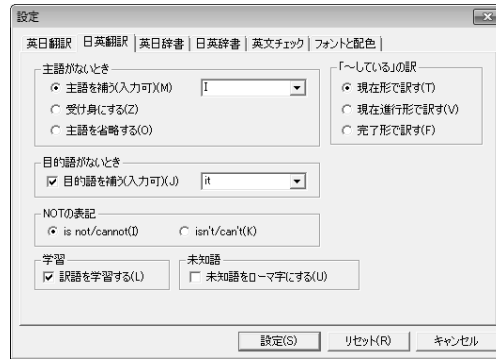 設定
英日翻訳 日英翻訳 英日辞書 日英辞書 英文チェック フォントと配色
主語がないとき
主語を補う(入力可)(M) I
受け身にする(Z)
主語を省略する(O)
「～している」の訳
現在形で訳す(T)
現在進行形で訳す(V)
完了形で訳す(F)
目的語がないとき
目的語を補う(入力可)(J) it
NOTの表記
is not/cannot(I) isn't/can't(K)
学習
訳語を学習する(L)
未知語
未知語をローマ字にする(U)
設定(S) リセット(R) キャンセル